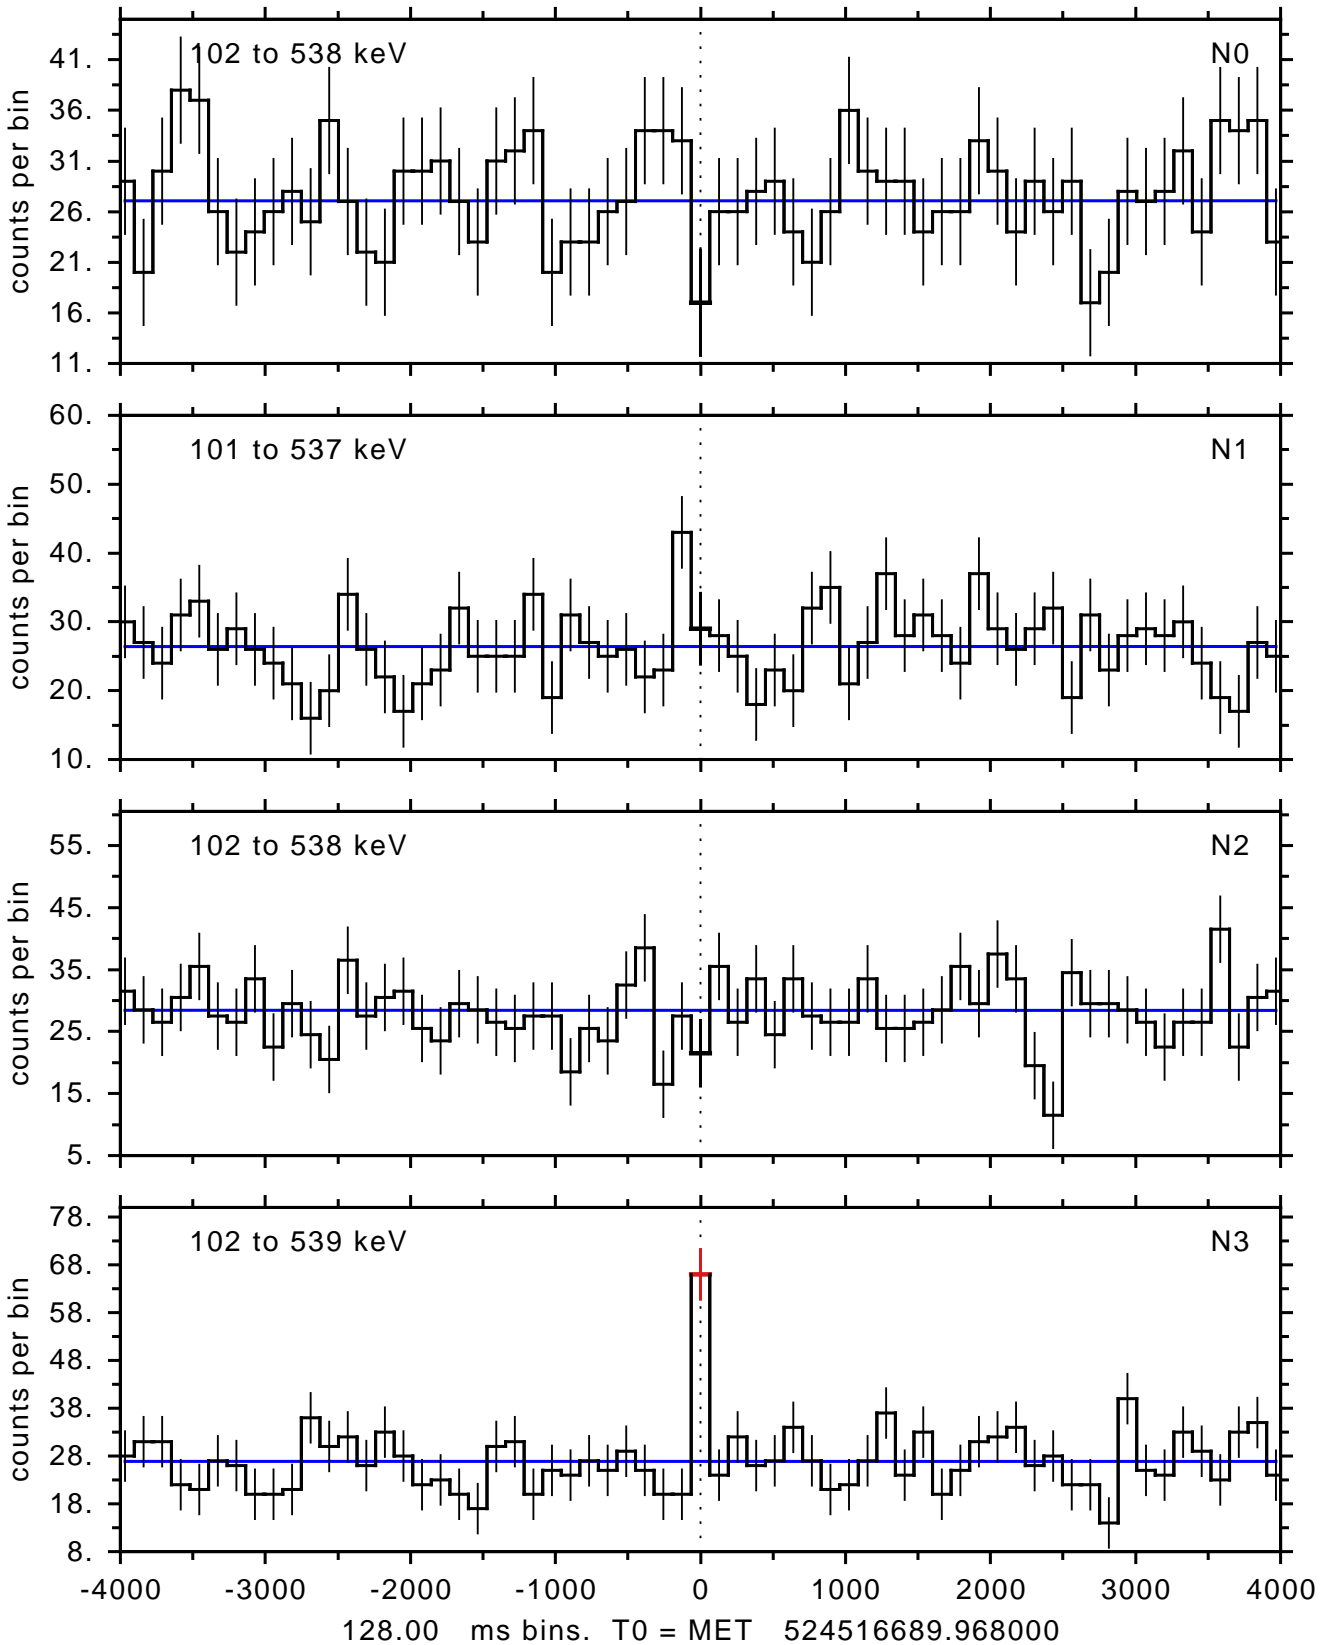 102 to 538 keV N0
counts per bin
41.
36.
31.
26.
21.
16.
11.
101 to 537 keV N1
counts per bin
60.
50.
40.
30.
20.
10.
102 to 538 keV N2
counts per bin
55.
45.
35.
25.
15.
5.
102 to 539 keV N3
counts per bin
78.
68.
58.
48.
38.
28.
18.
8.
-4000 -3000 -2000 -1000 0 1000 2000 3000 4000
128.00 ms bins. T0 = MET 524516689.968000